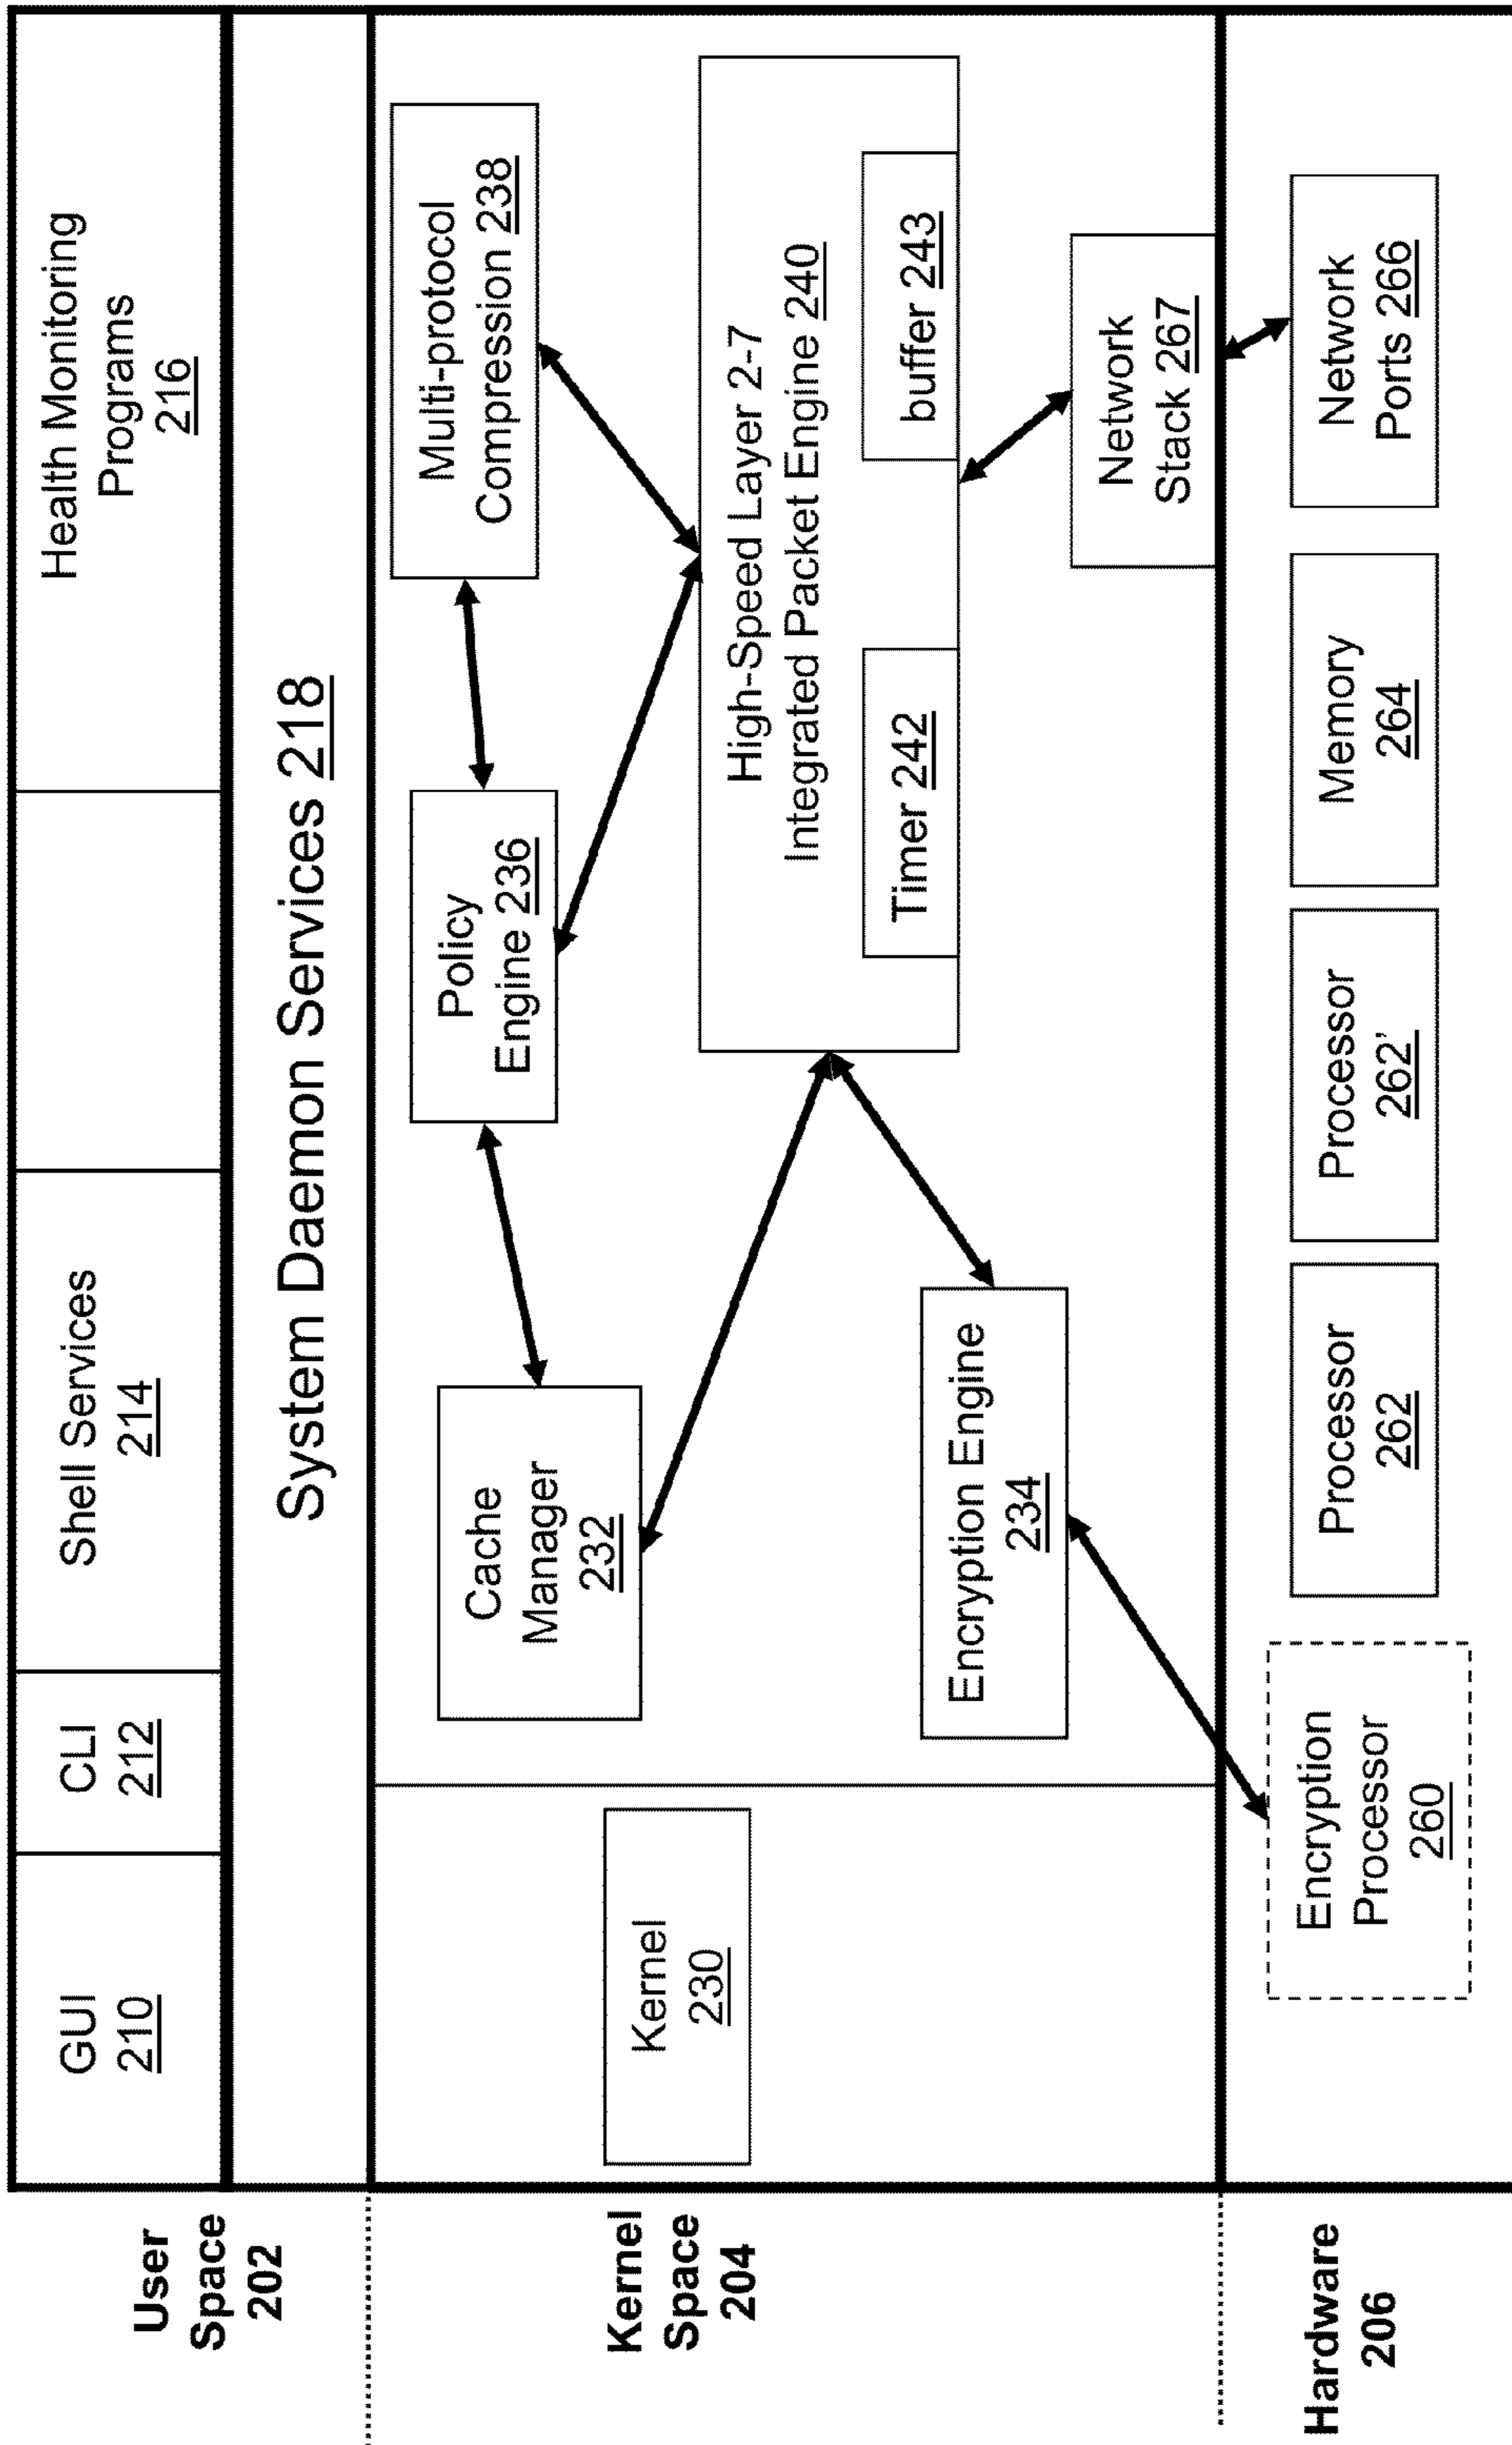 User
Space
202
GUI
210
CLI
212
Shell Services
214
Health Monitoring
Programs
216
System Daemon Services 218
Kernel
Space
204
Kernel
230
Cache
Manager
232
Policy
Engine 236
Multi-protocol
Compression 238
High-Speed Layer 2-7
Integrated Packet Engine 240
Timer 242
buffer 243
Encryption Engine
234
Network
Stack 267
Hardware
206
Encryption
Processor
260
Processor
262
Processor
262’
Memory
264
Network
Ports 266